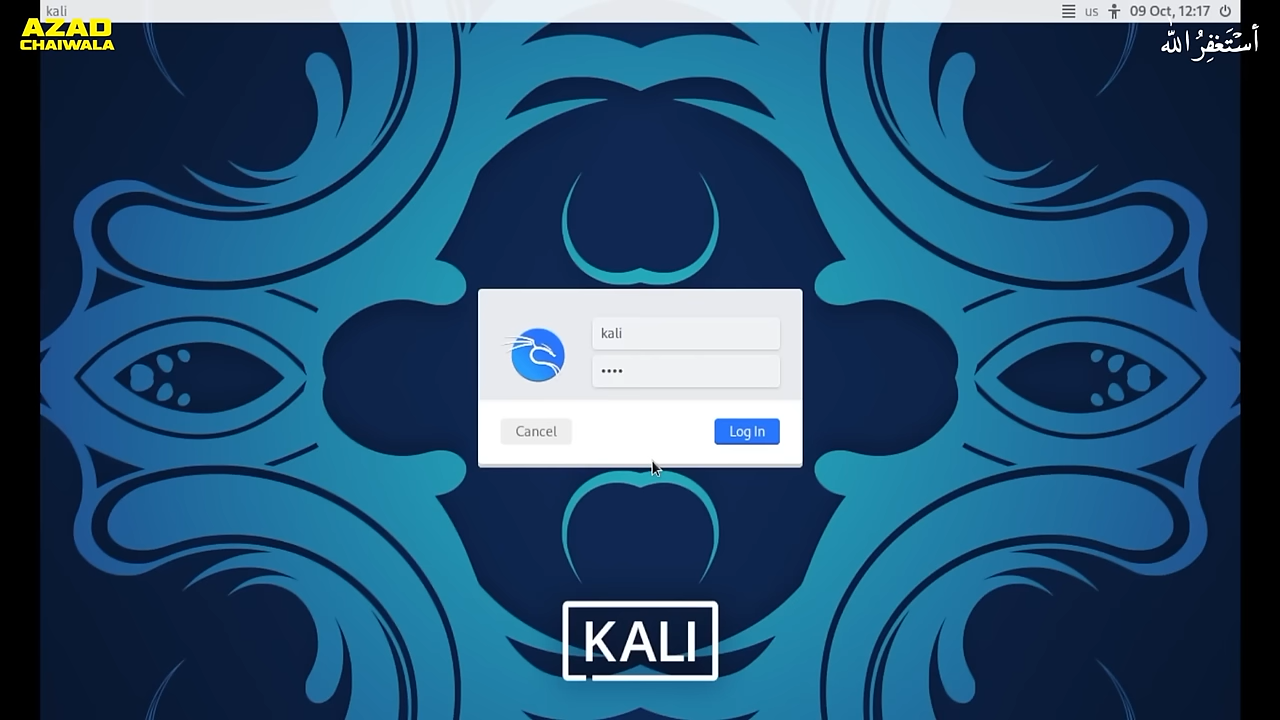 kali
us
09 Oct, 12:17
AZAD
CHAIWALA
أَسْتَغْفِرُ اللّٰه
kali
••••
Cancel
Log In
KALI